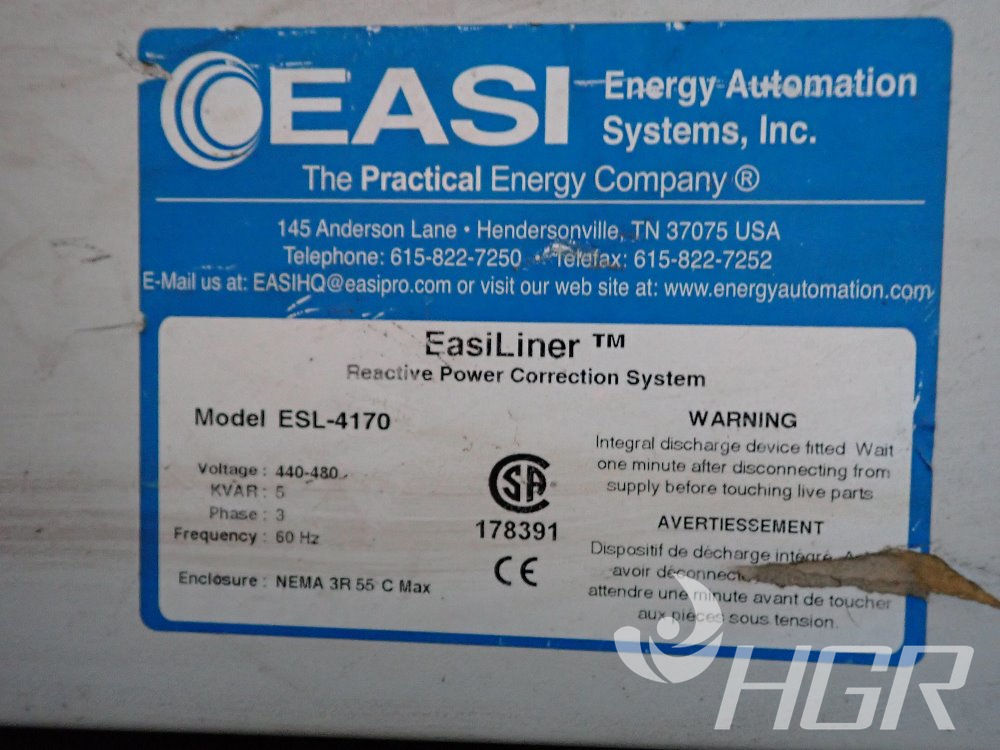 EASI
Energy Automation
Systems, Inc.
The Practical Energy Company ®
145 Anderson Lane • Hendersonville, TN 37075 USA
Telephone: 615-822-7250 • Telefax: 615-822-7252
E-Mail us at: EASIHQ@easipro.com or visit our web site at: www.energyautomation.com
EasiLiner ™
Reactive Power Correction System
Model ESL-4170
Voltage : 440-480
KVAR : 5
Phase : 3
Frequency : 60 Hz
Enclosure : NEMA 3R 55 C Max
SA
®
178391
CE
WARNING
Integral discharge device fitted Wait
one minute after disconnecting from
supply before touching live parts
AVERTIESSEMENT
Dispositif de décharge intégré
avoir
attendre une minute avant de toucher
aux pièces sous tension.
HGR